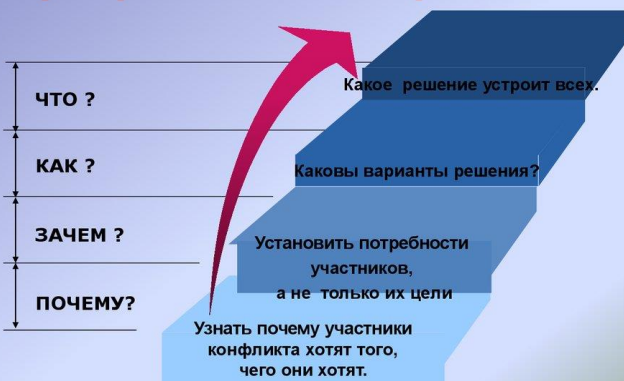 ЧТО ?
Какое решение устроит всех.
КАК ?
Каковы варианты решения?
ЗАЧЕМ ?
Установить потребности
участников,
а не только их цели
ПОЧЕМУ?
Узнать почему участники
конфликта хотят того,
чего они хотят.